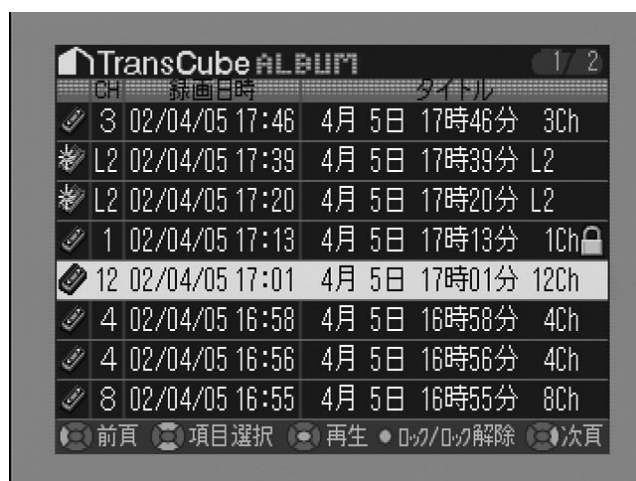 TransCube ALBUM 1/2
CH 録画日時 タイトル
3 02/04/05 17:46 4月 5日 17時46分 3Ch
L2 02/04/05 17:39 4月 5日 17時39分 L2
L2 02/04/05 17:20 4月 5日 17時20分 L2
1 02/04/05 17:13 4月 5日 17時13分 1Ch
12 02/04/05 17:01 4月 5日 17時01分 12Ch
4 02/04/05 16:58 4月 5日 16時58分 4Ch
4 02/04/05 16:56 4月 5日 16時56分 4Ch
8 02/04/05 16:55 4月 5日 16時55分 8Ch
前頁 項目選択 再生 ●ロック/ロック解除 次頁